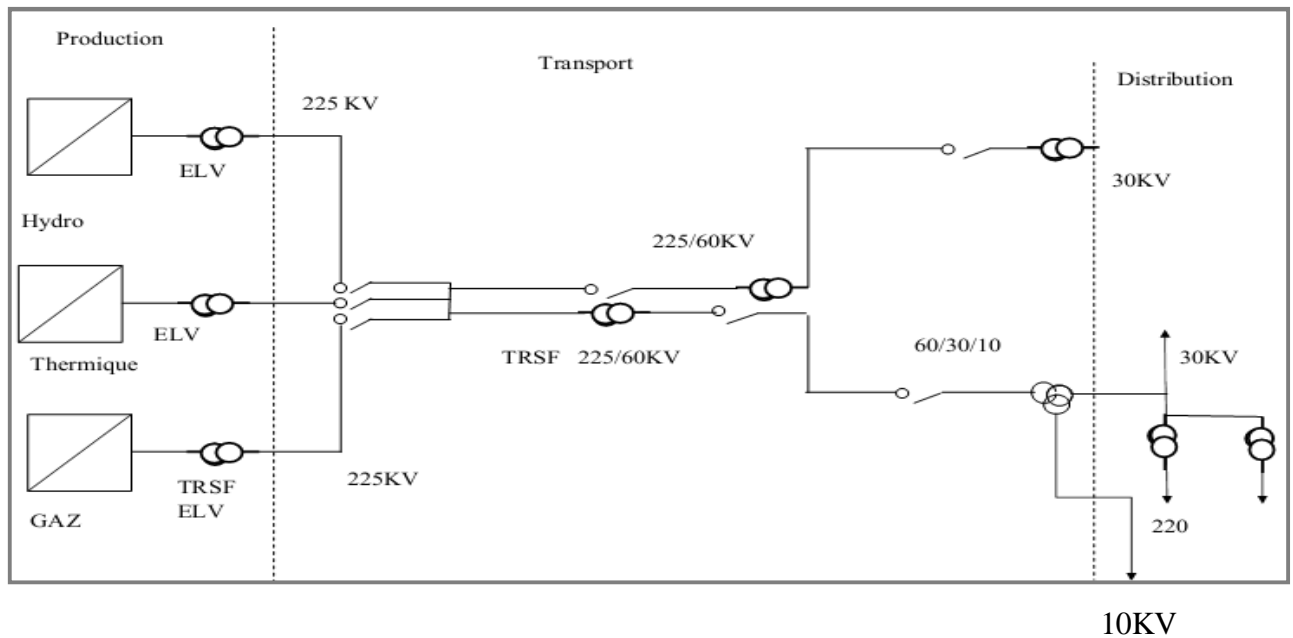 Production
Transport
Distribution
225 KV
ELV
30KV
Hydro
225/60KV
ELV
Thermique
TRSF 225/60KV
60/30/10
30KV
225KV
TRSF
ELV
GAZ
220
10KV